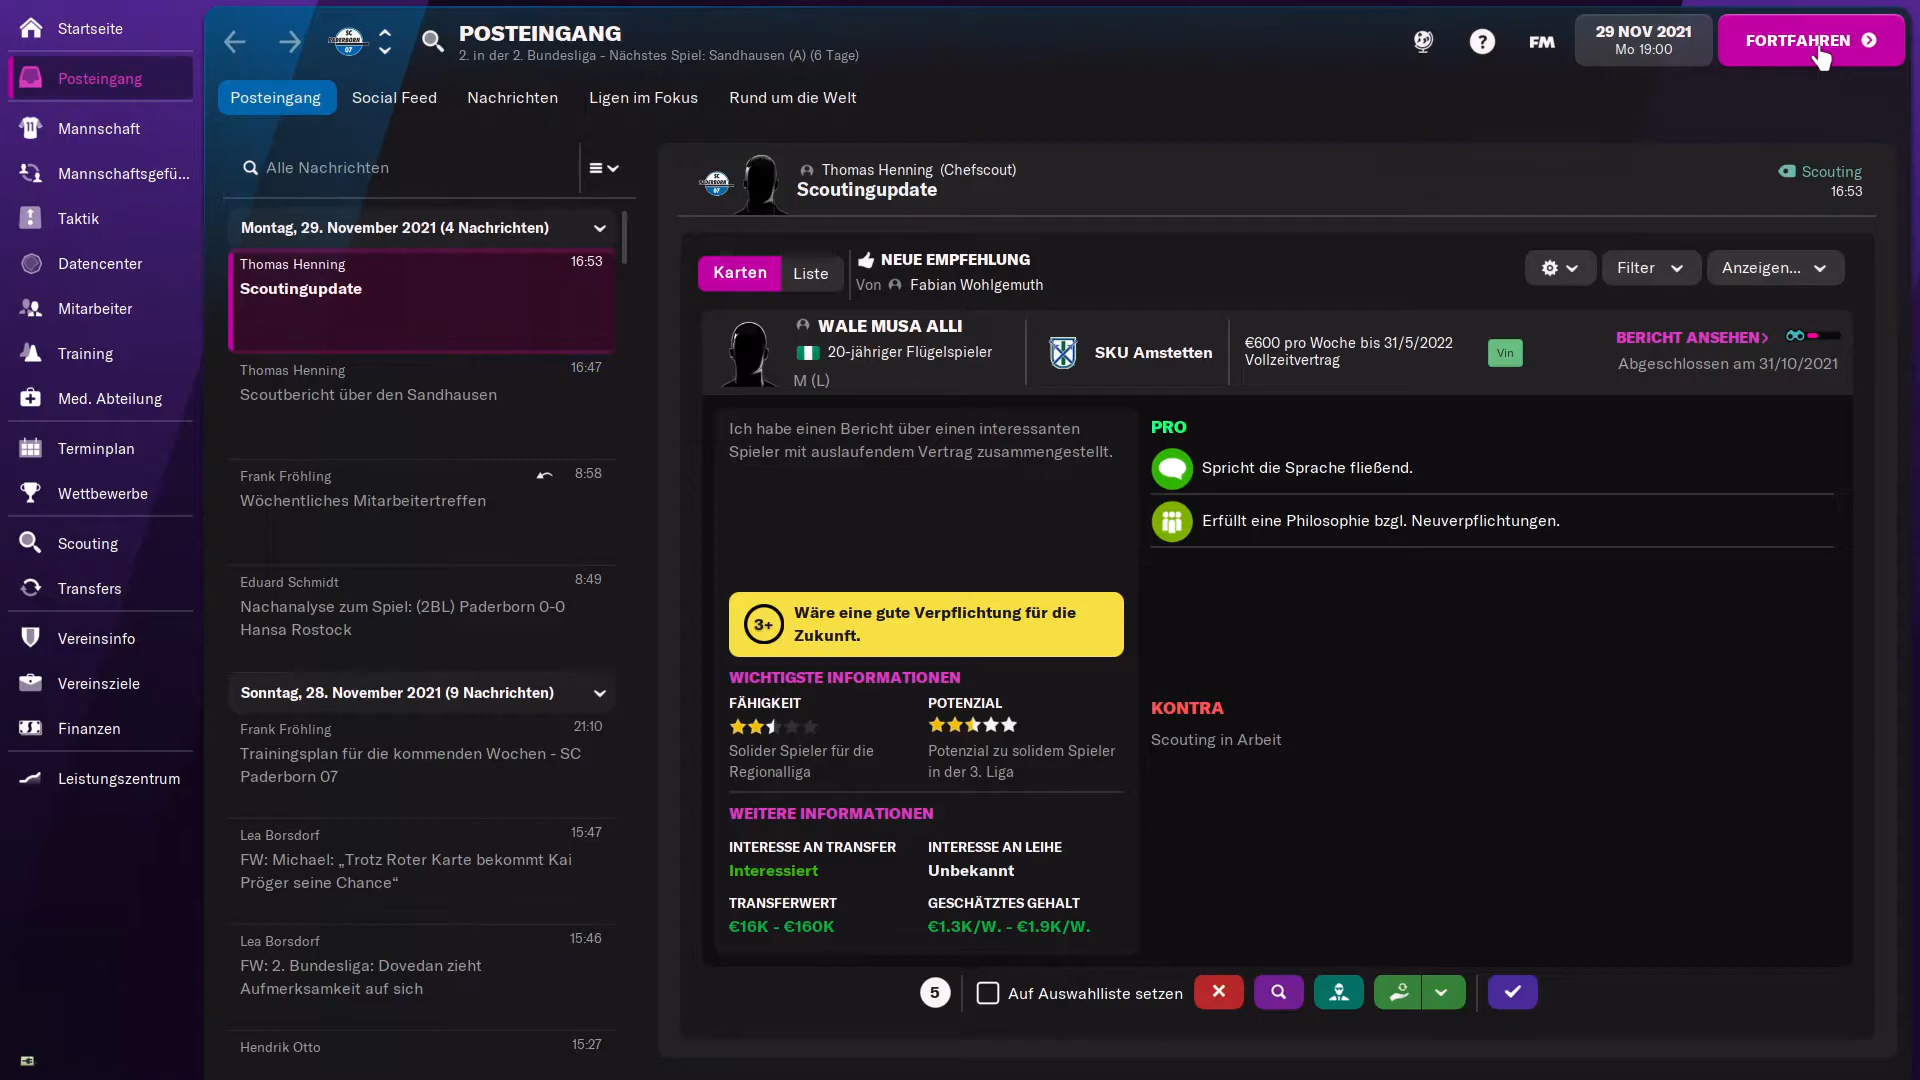 Startseite
Posteingang
Mannschaft
Mannschaftsgefü...
Taktik
Datencenter
Mitarbeiter
Training
Med. Abteilung
Terminplan
Wettbewerbe
Scouting
Transfers
Vereinsinfo
Vereinsziele
Finanzen
Leistungszentrum
POSTEINGANG
2. in der 2. Bundesliga - Nächstes Spiel: Sandhausen (A) (6 Tage)
FM
29 NOV 2021
Mo 19:00
FORTFAHREN
Posteingang Social Feed Nachrichten Ligen im Fokus Rund um die Welt
Alle Nachrichten
Montag, 29. November 2021 (4 Nachrichten)
Thomas Henning 16:53
Scoutingupdate
Thomas Henning 16:47
Scoutbericht über den Sandhausen
Frank Fröhling 8:58
Wöchentliches Mitarbeitertreffen
Eduard Schmidt 8:49
Nachanalyse zum Spiel: (2BL) Paderborn 0-0
Hansa Rostock
Sonntag, 28. November 2021 (9 Nachrichten)
Frank Fröhling 21:10
Trainingsplan für die kommenden Wochen - SC
Paderborn 07
Lea Borsdorf 15:47
FW: Michael: „Trotz Roter Karte bekommt Kai
Pröger seine Chance“
Lea Borsdorf 15:46
FW: 2. Bundesliga: Dovedan zieht
Aufmerksamkeit auf sich
Hendrik Otto 15:27
Thomas Henning (Chefscout)
Scoutingupdate
Scouting
16:53
Karten Liste
NEUE EMPFEHLUNG
Von Fabian Wohlgemuth
Filter Anzeigen...
WALE MUSA ALLI
20-jähriger Flügelspieler
M (L)
SKU Amstetten
€600 pro Woche bis 31/5/2022
Vollzeitvertrag
Vin
BERICHT ANSEHEN>
Abgeschlossen am 31/10/2021
Ich habe einen Bericht über einen interessanten
Spieler mit auslaufendem Vertrag zusammengestellt.
3+
Wäre eine gute Verpflichtung für die
Zukunft.
WICHTIGSTE INFORMATIONEN
FÄHIGKEIT POTENZIAL
Solider Spieler für die
Regionalliga
Potenzial zu solidem Spieler
in der 3. Liga
WEITERE INFORMATIONEN
INTERESSE AN TRANSFER INTERESSE AN LEIHE
Interessiert Unbekannt
TRANSFERWERT GESCHÄTZTES GEHALT
€16K - €160K €1.3K/W. - €1.9K/W.
PRO
Spricht die Sprache fließend.
Erfüllt eine Philosophie bzgl. Neuverpflichtungen.
KONTRA
Scouting in Arbeit
5 Auf Auswahlliste setzen